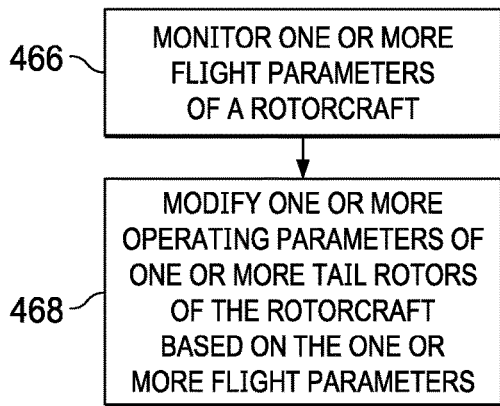 466
MONITOR ONE OR MORE
FLIGHT PARAMETERS
OF A ROTORCRAFT
468
MODIFY ONE OR MORE
OPERATING PARAMETERS OF
ONE OR MORE TAIL ROTORS
OF THE ROTORCRAFT
BASED ON THE ONE OR
MORE FLIGHT PARAMETERS